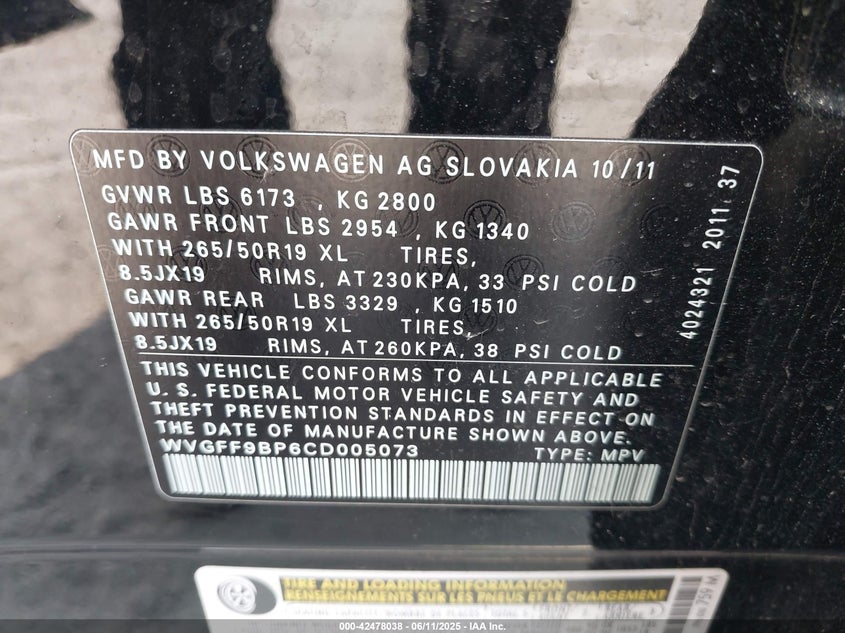 MFD BY VOLKSWAGEN AG SLOVAKIA 10/11
GVWR LBS 6173 , KG 2800
GAWR FRONT LBS 2954 , KG 1340
WITH 265/50R19 XL TIRES,
8.5JX19 RIMS, AT 230KPA, 33 PSI COLD
GAWR REAR LBS 3329 , KG 1510
WITH 265/50R19 XL TIRES,
8.5JX19 RIMS, AT 260KPA, 38 PSI COLD
THIS VEHICLE CONFORMS TO ALL APPLICABLE
U. S. FEDERAL MOTOR VEHICLE SAFETY AND
THEFT PREVENTION STANDARDS IN EFFECT ON
THE DATE OF MANUFACTURE SHOWN ABOVE.
WVGFF9BP6CD005073 TYPE: MPV
4024321 2011 37
TIRE AND LOADING INFORMATION
RENSEIGNEMENTS SUR LES PNEUS ET LE CHARGEMENT
000-42478038 - 06/11/2025 - IAAI.com